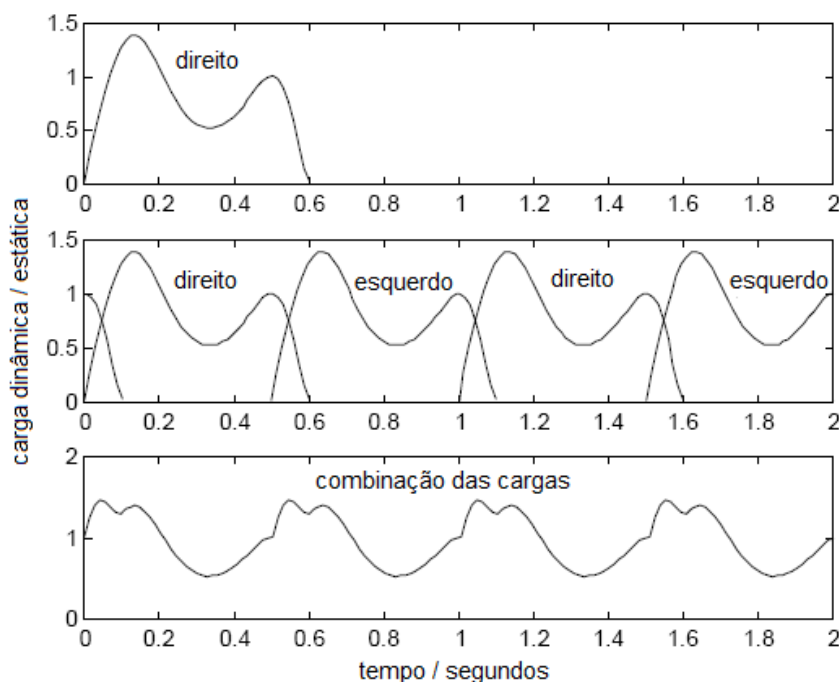 1.5
direito
1
0.5
0
0 0.2 0.4 0.6 0.8 1 1.2 1.4 1.6 1.8 2
carga dinâmica / estática
1.5
direito esquerdo direito esquerdo
1
0.5
0
0 0.2 0.4 0.6 0.8 1 1.2 1.4 1.6 1.8 2
2
combinação das cargas
1
0
0 0.2 0.4 0.6 0.8 1 1.2 1.4 1.6 1.8 2
tempo / segundos